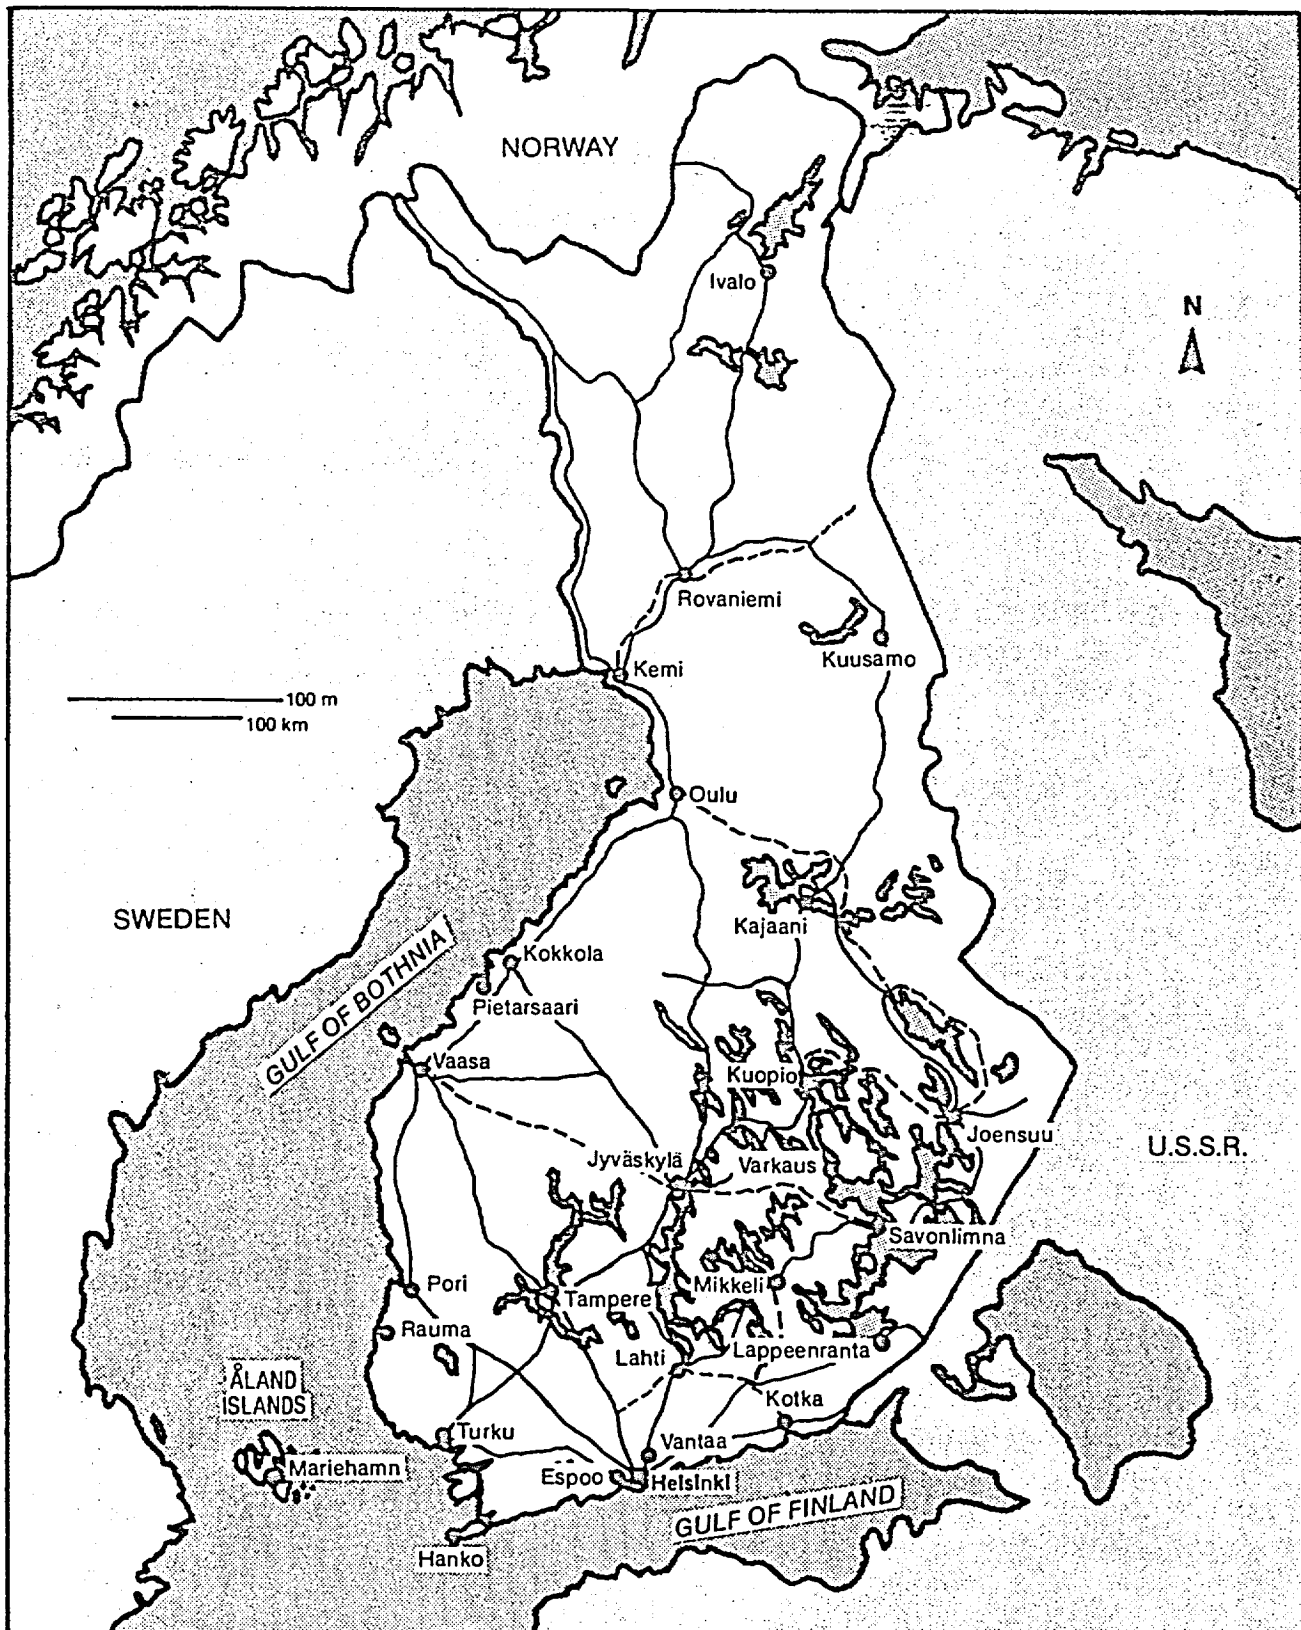 NORWAY
Ivalo
N
Rovaniemi
Kuusamo
Kemi
100 m
100 km
Oulu
SWEDEN
Kajaani
GULF OF BOTHNIA
Kokkola
Pietarsaari
Vaasa
Kuopio
Joensuu
U.S.S.R.
Jyväskylä
Varkaus
Savonlimna
Mikkeli
Pori
Tampere
Rauma
Lahti
Lappeenranta
ÅLAND
ISLANDS
Kotka
Turku
Vantaa
Mariehamn
Espoo
Helsinki
GULF OF FINLAND
Hanko